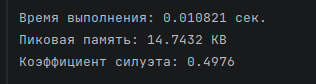 Время выполнения: 0.010821 сек.
Пиковая память: 14.7432 KB
Коэффициент силуэта: 0.4976